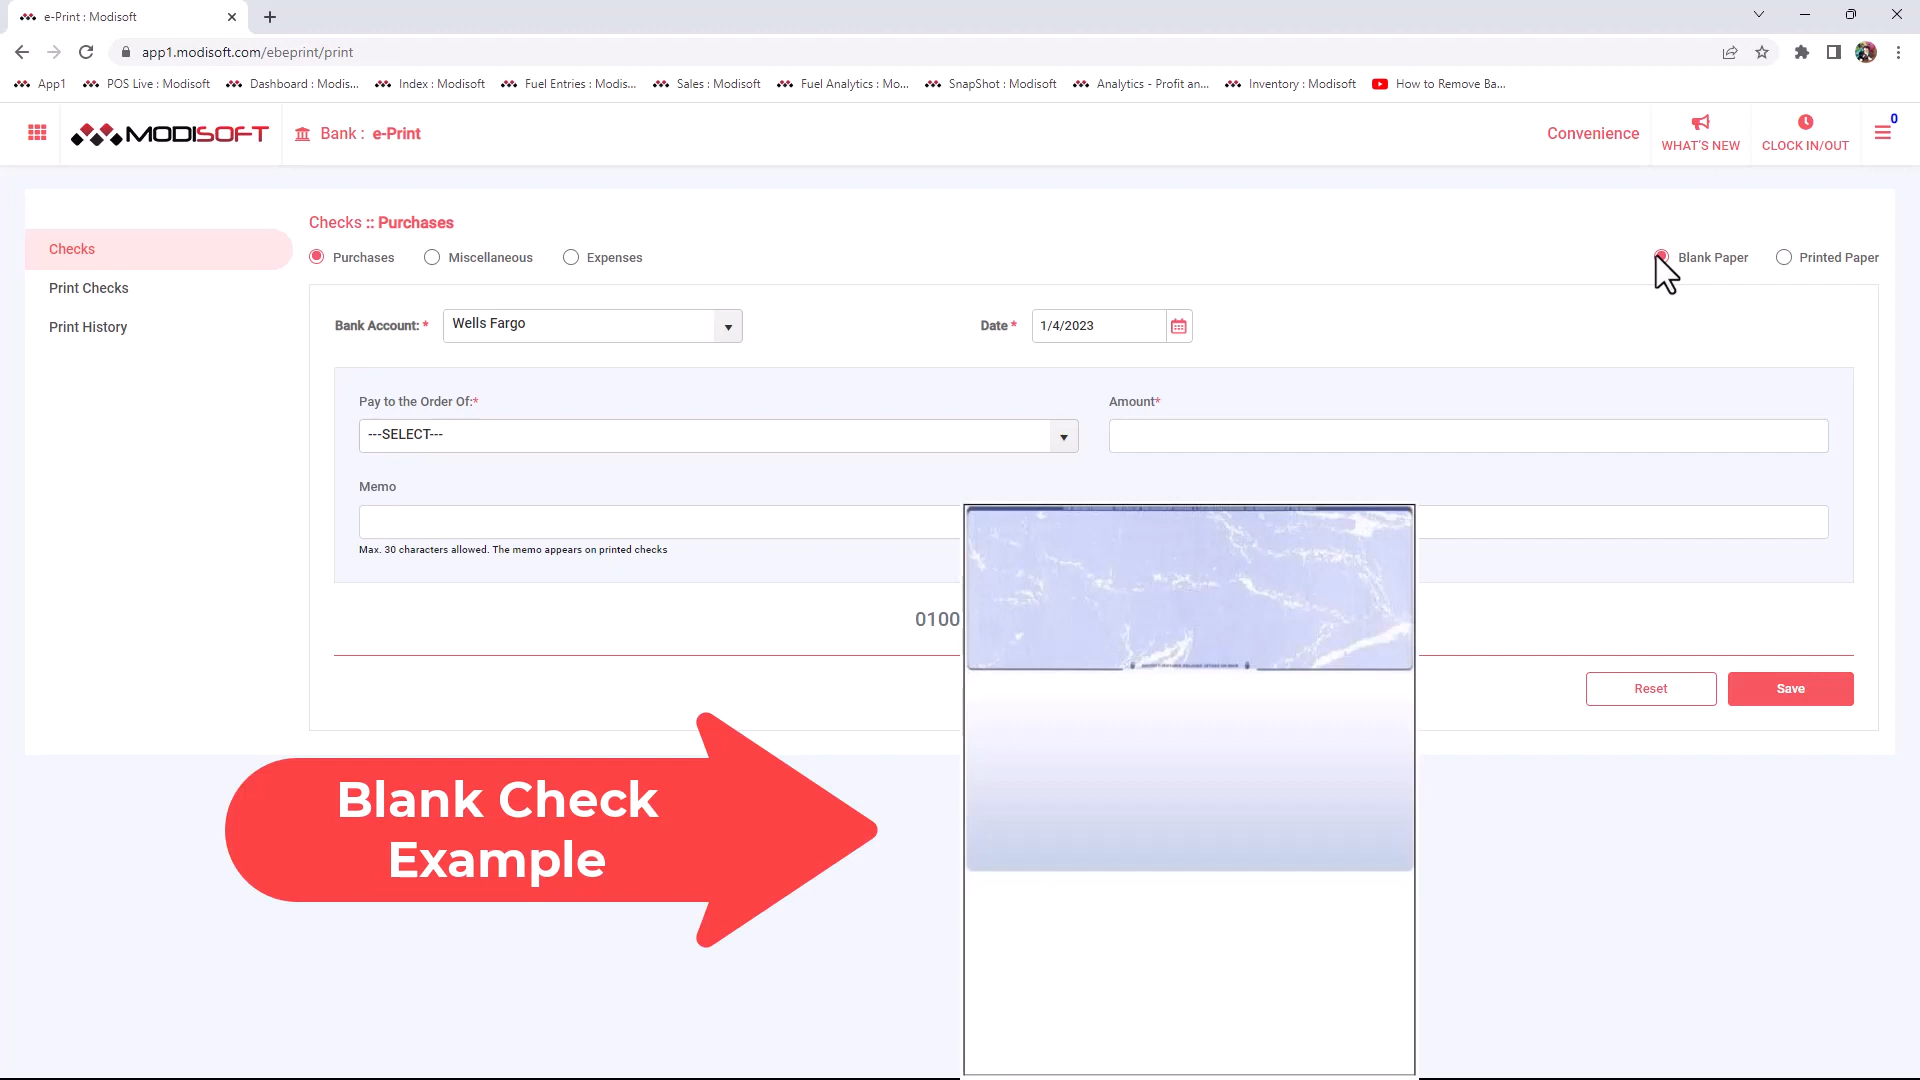 e-Print : Modisoft
app1.modisoft.com/ebeprint/print
App1 POS Live : Modisoft Dashboard : Modis... Index : Modisoft Fuel Entries : Modis... Sales : Modisoft Fuel Analytics : Mo... SnapShot : Modisoft Analytics - Profit an... Inventory : Modisoft How to Remove Ba...
MODISOFT Bank : e-Print Convenience WHAT'S NEW CLOCK IN/OUT 0
Checks :: Purchases
Purchases Miscellaneous Expenses Blank Paper Printed Paper
Checks
Print Checks
Print History
Bank Account: * Wells Fargo Date * 1/4/2023
Pay to the Order Of:* Amount*
---SELECT---
Memo
Max. 30 characters allowed. The memo appears on printed checks
0100
Reset Save
Blank Check
Example